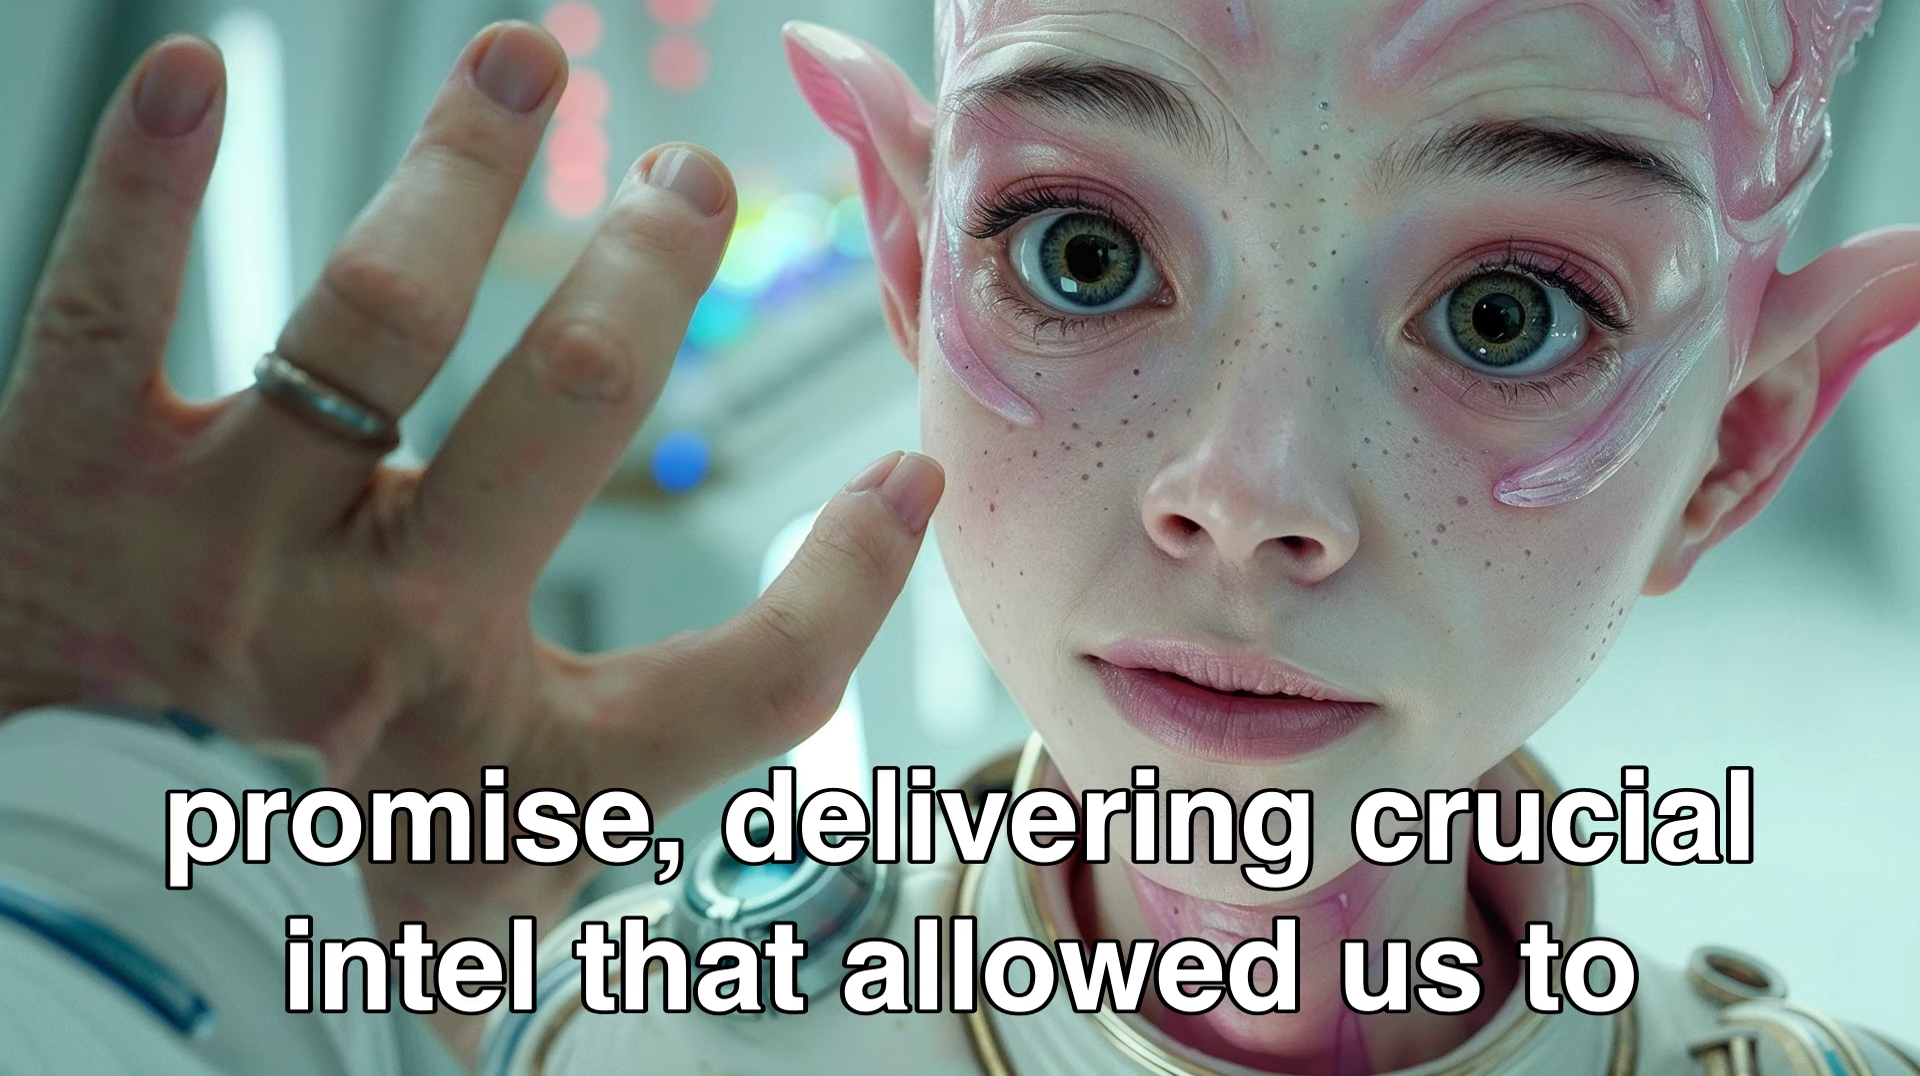 promise, delivering crucial
intel that allowed us to